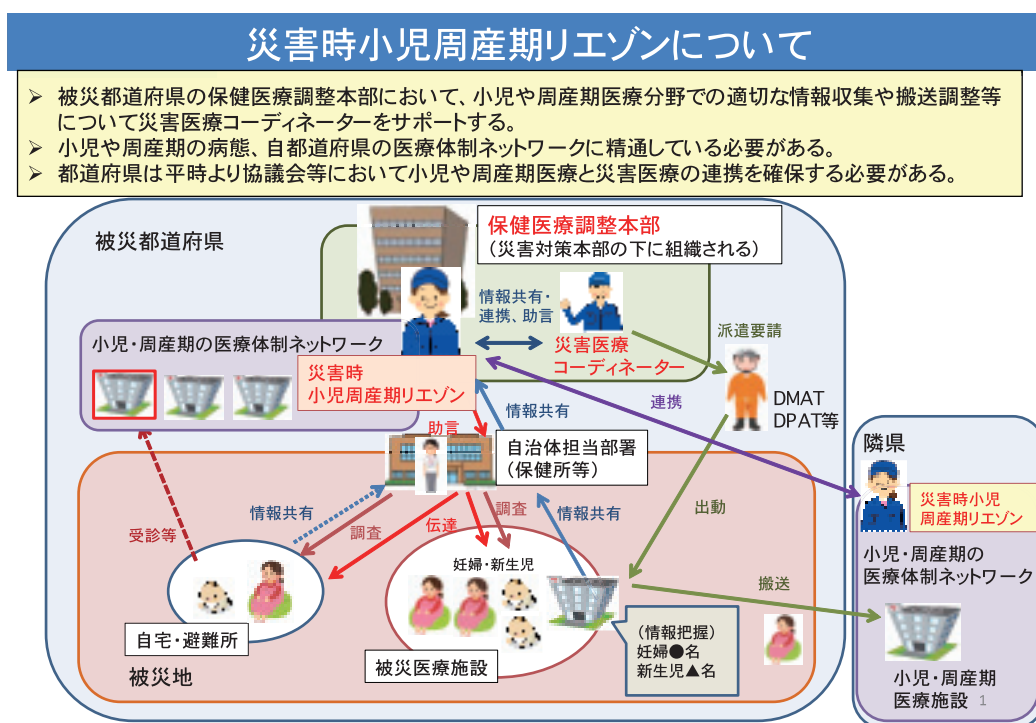 災害時小児周産期リエゾンについて
➢ 被災都道府県の保健医療調整本部において、小児や周産期医療分野での適切な情報収集や搬送調整等
について災害医療コーディネーターをサポートする。
➢ 小児や周産期の病態、自都道府県の医療体制ネットワークに精通している必要がある。
➢ 都道府県は平時より協議会等において小児や周産期医療と災害医療の連携を確保する必要がある。
被災都道府県
保健医療調整本部
(災害対策本部の下に組織される)
情報共有・
連携、助言
災害医療
コーディネーター
派遣要請
DMAT
DPAT等
小児・周産期の医療体制ネットワーク
災害時
小児周産期リエゾン
情報共有
連携
助言
自治体担当部署
(保健所等)
隣県
災害時小児
周産期リエゾン
小児・周産期の
医療体制ネットワーク
小児・周産期
医療施設
1
受診等
情報共有
調査
伝達
調査
情報共有
出動
搬送
妊婦・新生児
自宅・避難所
被災医療施設
(情報把握)
妊婦●名
新生児▲名
被災地